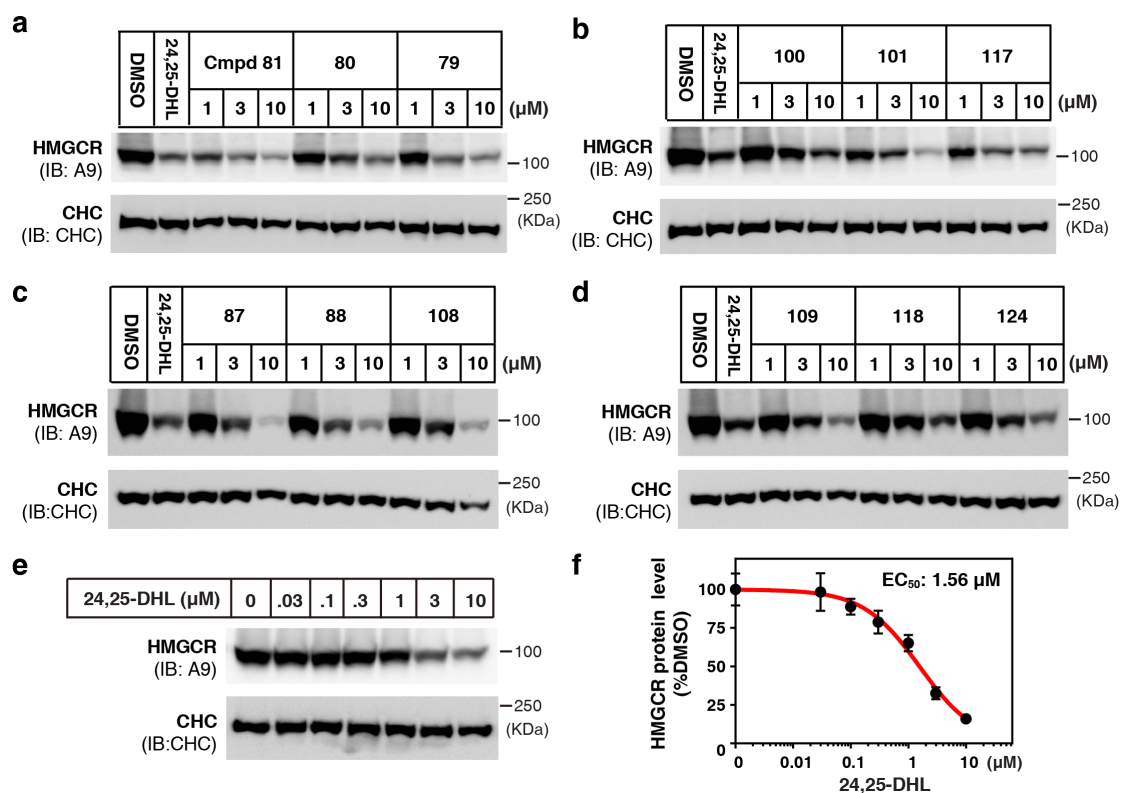 a
DMSO
24,25-DHL
Cmpd 81
80
79
1 3 10 1 3 10 1 3 10 (μM)
HMGCR
(IB: A9)
100
CHC
(IB: CHC)
250
(KDa)
b
DMSO
24,25-DHL
100
101
117
1 3 10 1 3 10 1 3 10 (μM)
HMGCR
(IB: A9)
100
CHC
(IB: CHC)
250
(KDa)
c
DMSO
24,25-DHL
87
88
108
1 3 10 1 3 10 1 3 10 (μM)
HMGCR
(IB: A9)
100
CHC
(IB:CHC)
250
(KDa)
d
DMSO
24,25-DHL
109
118
124
1 3 10 1 3 10 1 3 10 (μM)
HMGCR
(IB: A9)
100
CHC
(IB:CHC)
250
(KDa)
e
24,25-DHL (μM) 0 .03 .1 .3 1 3 10
HMGCR
(IB: A9)
100
CHC
(IB:CHC)
250
(KDa)
f
EC₅₀: 1.56 μM
HMGCR protein level
(%DMSO)
100
75
50
25
0
0 0.01 0.1 1 10 (μM)
24,25-DHL